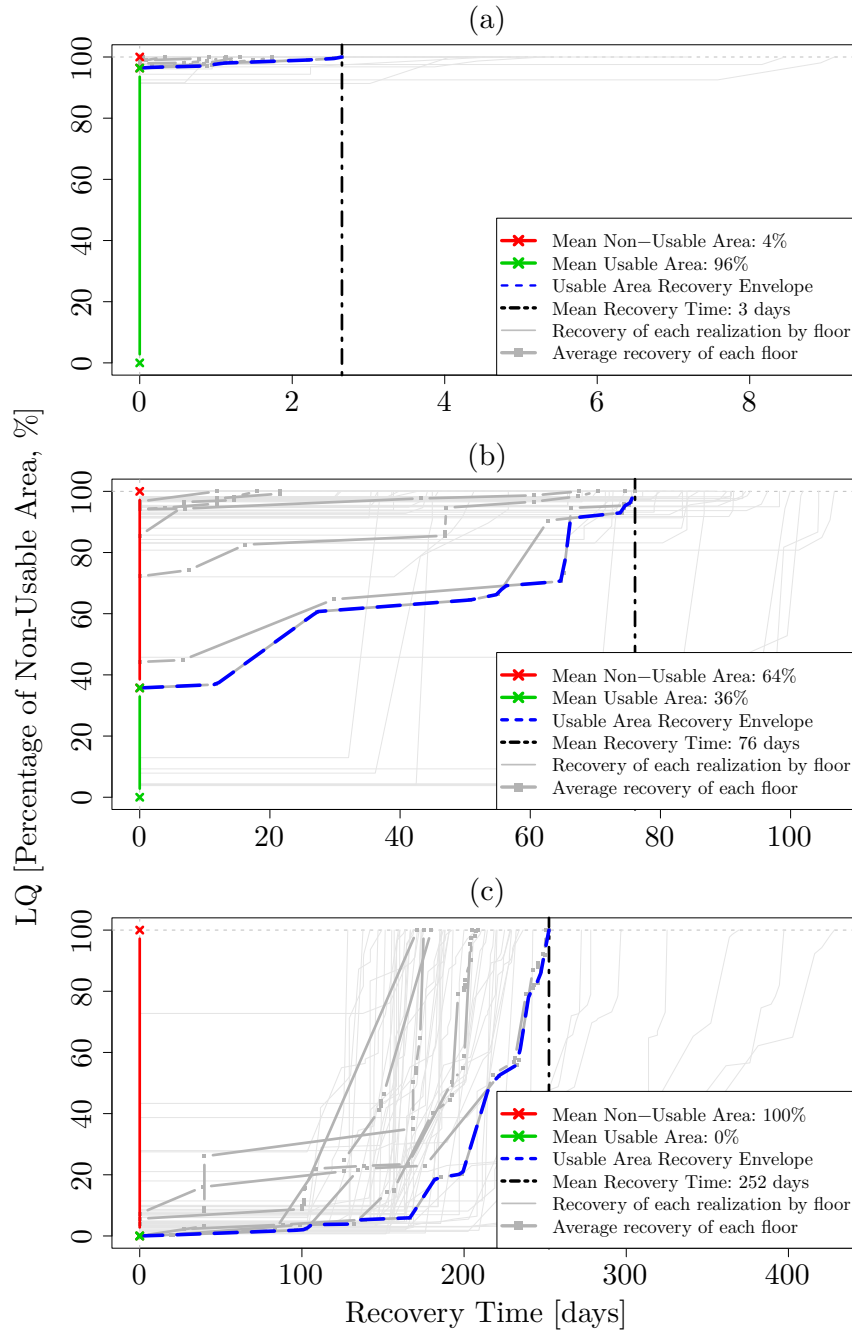 (a)
100
80
60
40
20
0
Mean Non−Usable Area: 4%
Mean Usable Area: 96%
Usable Area Recovery Envelope
Mean Recovery Time: 3 days
Recovery of each realization by floor
Average recovery of each floor
0 2 4 6 8
LQ [Percentage of Non-Usable Area, %]
(b)
100
80
60
40
20
0
Mean Non−Usable Area: 64%
Mean Usable Area: 36%
Usable Area Recovery Envelope
Mean Recovery Time: 76 days
Recovery of each realization by floor
Average recovery of each floor
0 20 40 60 80 100
(c)
100
80
60
40
20
0
Mean Non−Usable Area: 100%
Mean Usable Area: 0%
Usable Area Recovery Envelope
Mean Recovery Time: 252 days
Recovery of each realization by floor
Average recovery of each floor
0 100 200 300 400
Recovery Time [days]